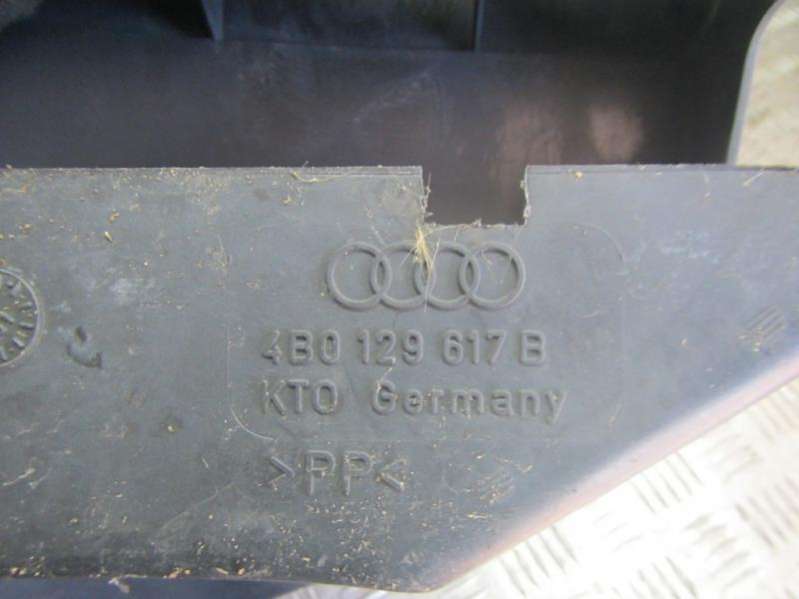 4B0 129 617 B
KTO Germany
>PP<